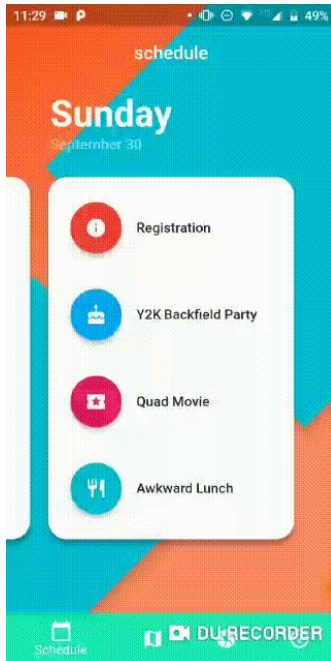 11:29 49%
schedule
Sunday
September 30
Registration
Y2K Backfield Party
Quad Movie
Awkward Lunch
Schedule
DU RECORDER